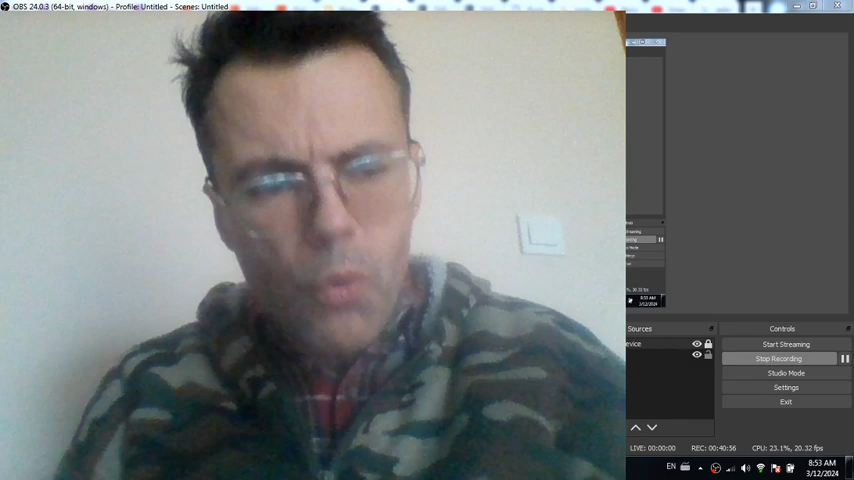 OBS 24.0.3 (64-bit, windows) - Profile: Untitled - Scenes: Untitled
Sources
Controls
Start Streaming
Stop Recording
Studio Mode
Settings
Exit
LIVE: 00:00:00
REC: 00:40:56
CPU: 23.1%, 20.32 fps
EN
8:53 AM
3/12/2024